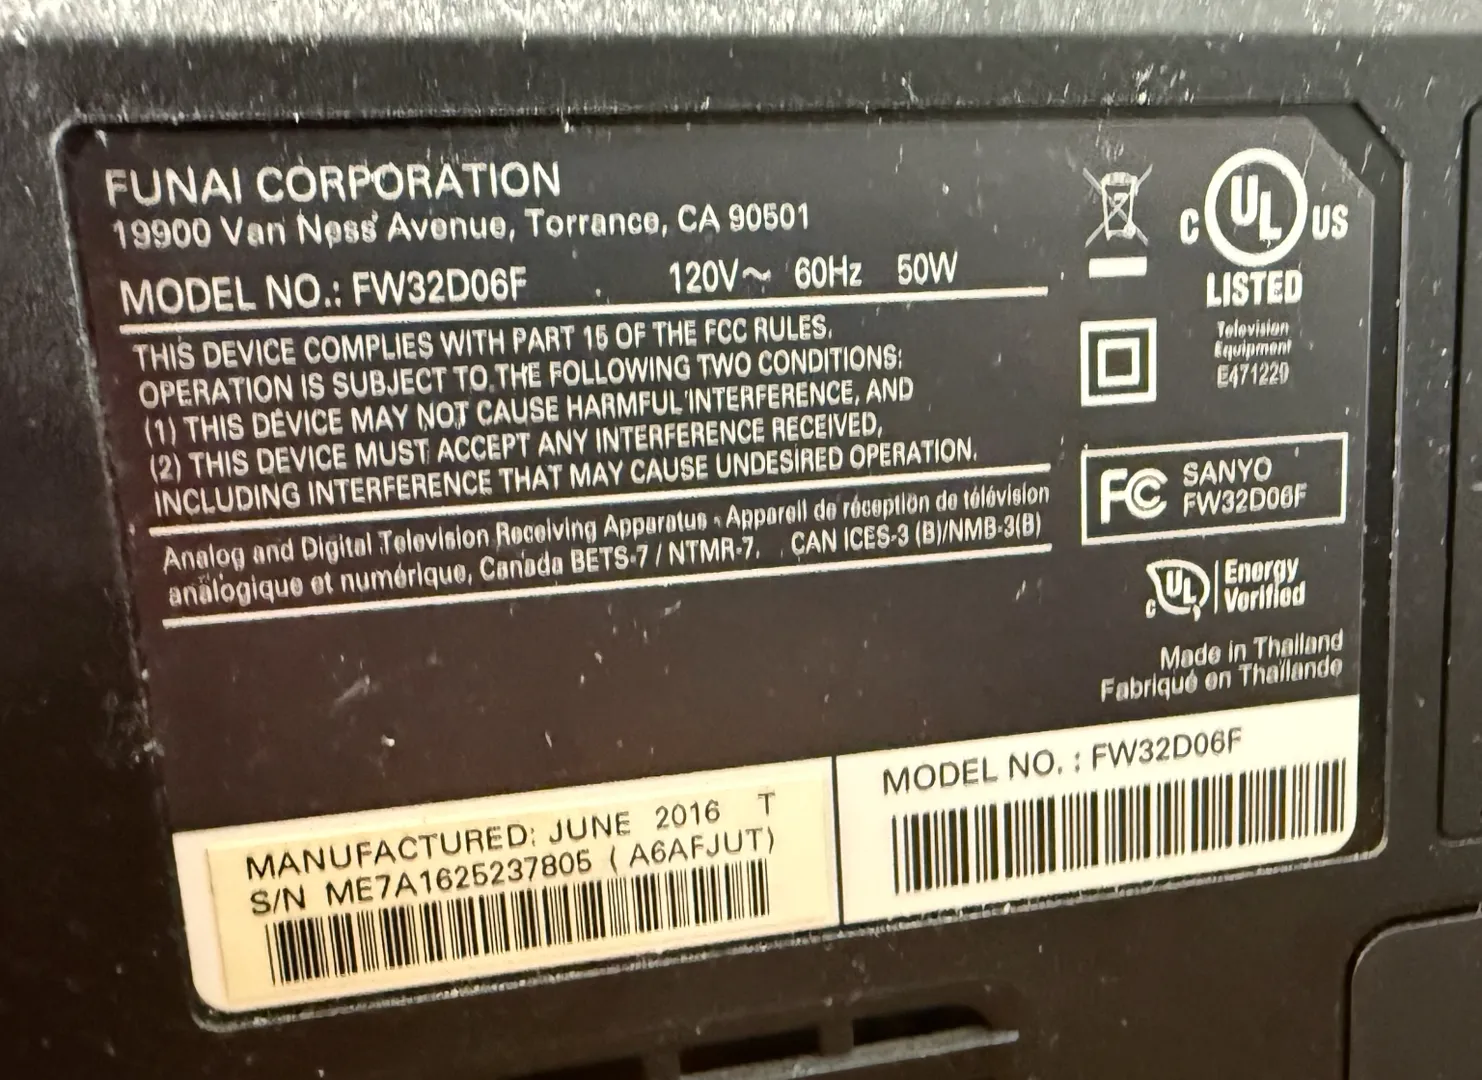 FUNAI CORPORATION
19900 Van Ness Avenue, Torrance, CA 90501
MODEL NO.: FW32D06F 120V~ 60Hz 50W
THIS DEVICE COMPLIES WITH PART 15 OF THE FCC RULES.
OPERATION IS SUBJECT TO THE FOLLOWING TWO CONDITIONS:
(1) THIS DEVICE MAY NOT CAUSE HARMFUL INTERFERENCE, AND
(2) THIS DEVICE MUST ACCEPT ANY INTERFERENCE RECEIVED,
INCLUDING INTERFERENCE THAT MAY CAUSE UNDESIRED OPERATION.
Analog and Digital Television Receiving Apparatus - Appareil de réception de télévision
analogique et numérique, Canada BETS-7 / NTMR-7. CAN ICES-3 (B)/NMB-3(B)
C UL US
LISTED
Television
Equipment
E471229
FC SANYO
FW32D06F
C UL Energy
Verified
Made in Thailand
Fabriqué en Thaïlande
MANUFACTURED: JUNE 2016 T
S/N ME7A1625237805 ( A6AFJUT)
MODEL NO. : FW32D06F